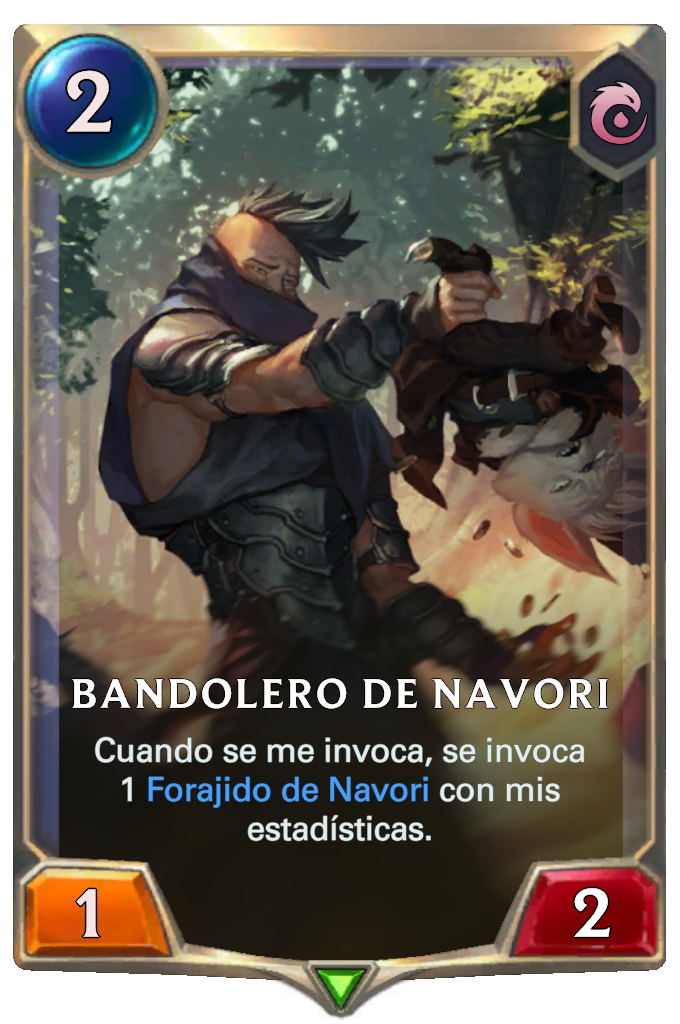 2
BANDOLERO DE NAVORI
Cuando se me invoca, se invoca
1 Forajido de Navori con mis
estadísticas.
1
2